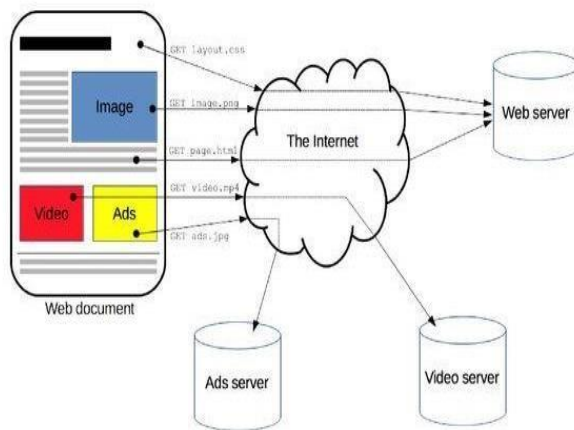 GET layout.css
Image
GET image.png
The Internet
Web server
GET page.html
Video
Ads
GET video.mp4
GET ads.jpg
Web document
Ads server
Video server